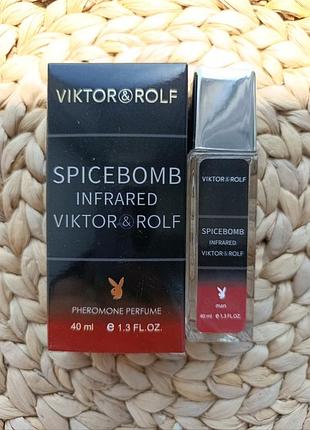 VIKTOR&ROLF
SPICEBOMB
INFRARED
VIKTOR&ROLF
PHEROMONE PERFUME
40 ml e 1.3 FL.OZ.
VIKTOR&ROLF
SPICEBOMB
INFRARED
VIKTOR&ROLF
man
40 ml e 1.3 FL.OZ.